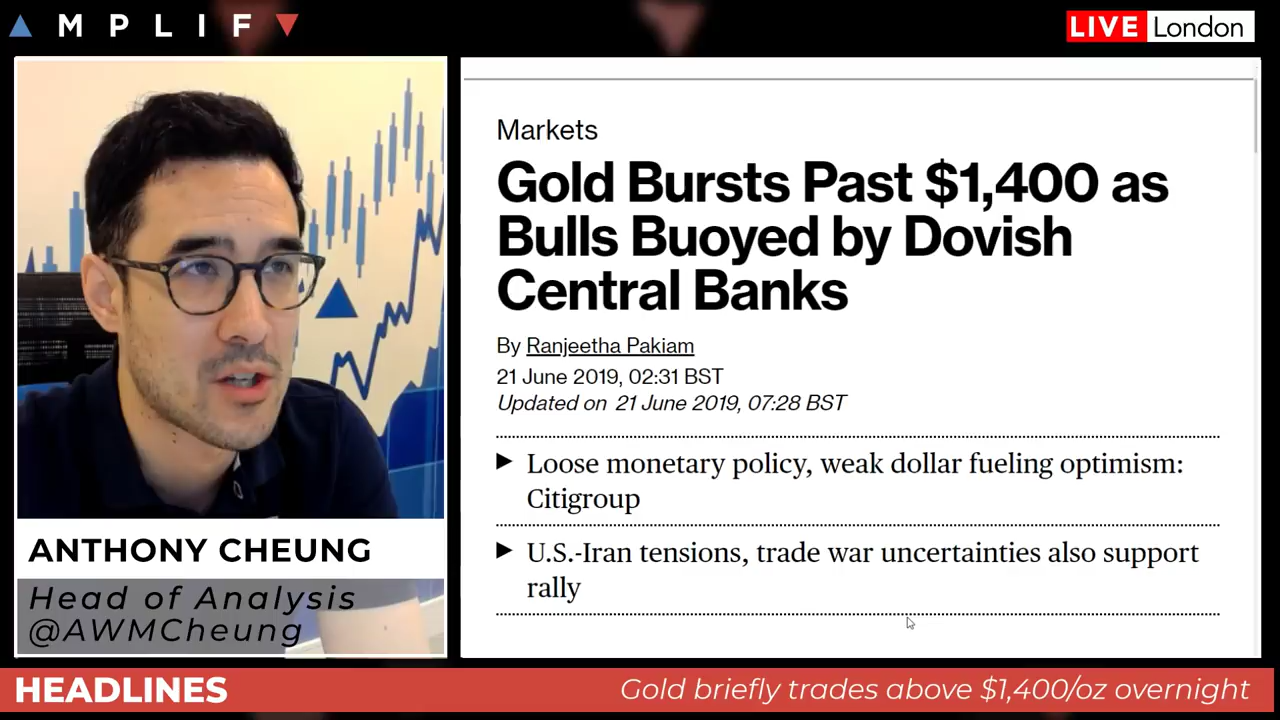 MPLIF
LIVE London
Markets
Gold Bursts Past $1,400 as
Bulls Buoyed by Dovish
Central Banks
By Ranjeetha Pakiam
21 June 2019, 02:31 BST
Updated on 21 June 2019, 07:28 BST
Loose monetary policy, weak dollar fueling optimism:
Citigroup
U.S.-Iran tensions, trade war uncertainties also support
rally
ANTHONY CHEUNG
Head of Analysis
@AWMCheung
HEADLINES
Gold briefly trades above $1,400/oz overnight